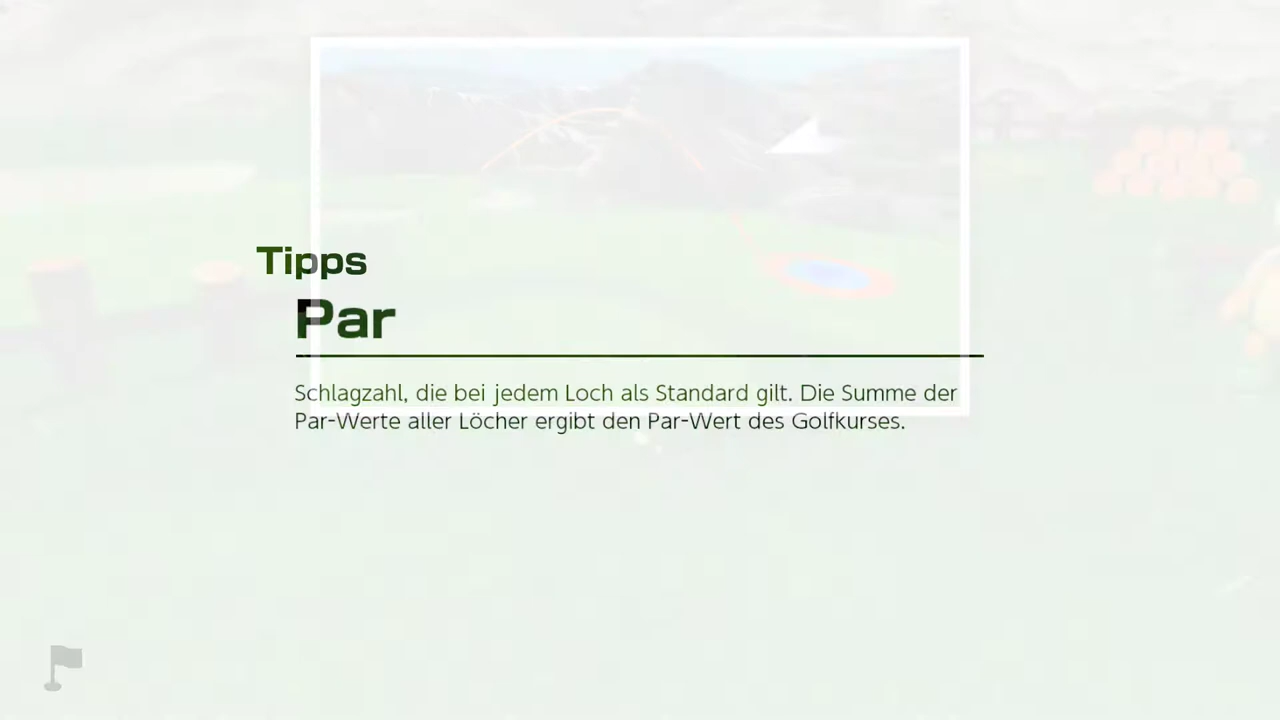 Tipps
Par
Schlagzahl, die bei jedem Loch als Standard gilt. Die Summe der
Par-Werte aller Löcher ergibt den Par-Wert des Golfkurses.